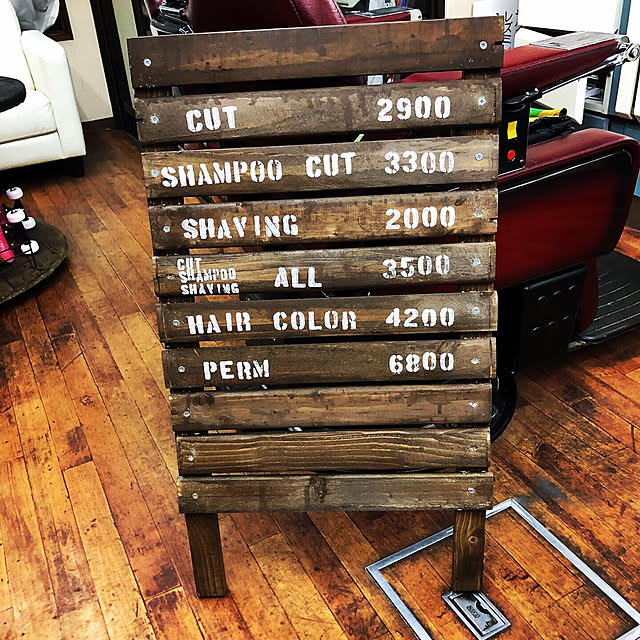 CUT 2900
SHAMPOO CUT 3300
SHAVING 2000
CUT
SHAMPOO
SHAVING
ALL 3500
HAIR COLOR 4200
PERM 6800